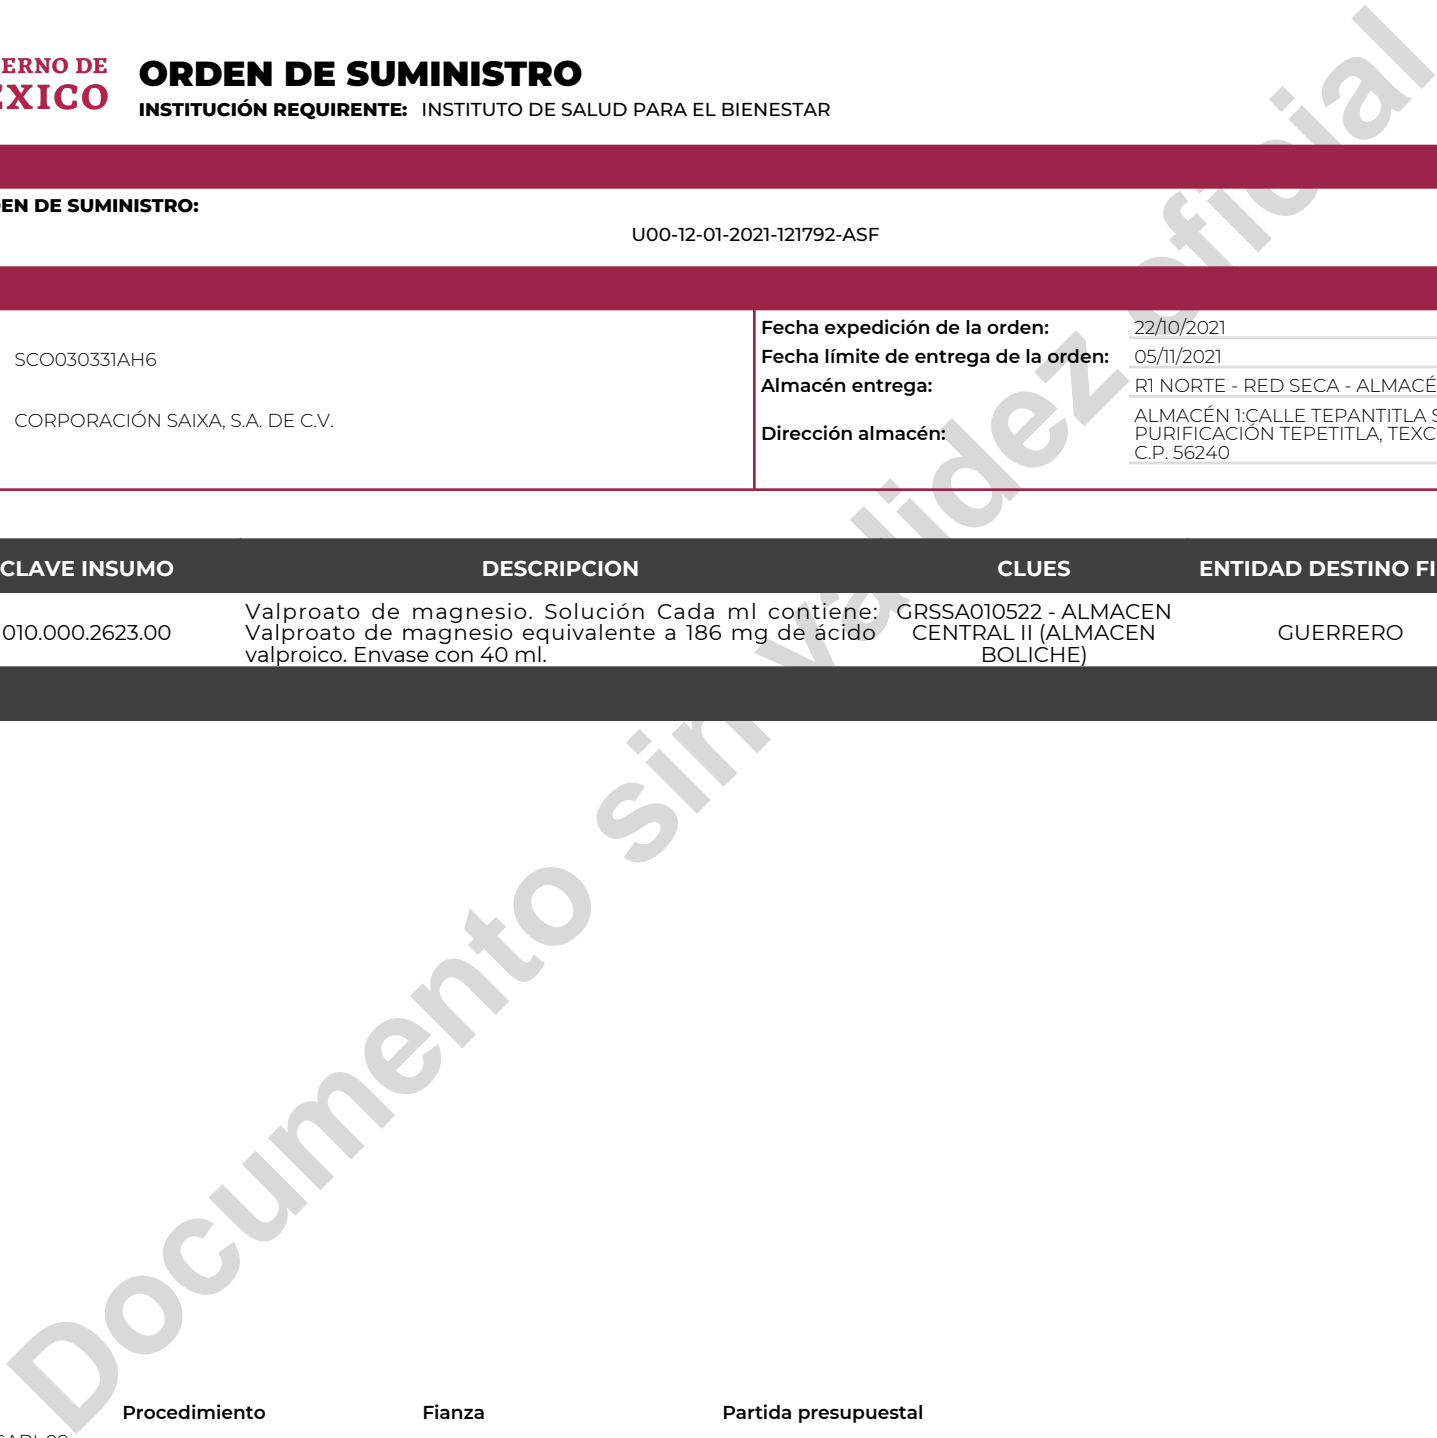 ERNO DE
EXICO
ORDEN DE SUMINISTRO
INSTITUCIÓN REQUIRENTE: INSTITUTO DE SALUD PARA EL BIENESTAR
EN DE SUMINISTRO:
U00-12-01-2021-121792-ASF
SCO030331AH6
CORPORACIÓN SAIXA, S.A. DE C.V.
Fecha expedición de la orden: 22/10/2021
Fecha límite de entrega de la orden: 05/11/2021
Almacén entrega: R1 NORTE - RED SECA - ALMACÉ
Dirección almacén:
ALMACÉN 1:CALLE TEPANTITLA S
PURIFICACIÓN TEPETITLA, TEXC
C.P. 56240
CLAVE INSUMO DESCRIPCION CLUES ENTIDAD DESTINO FI
010.000.2623.00
Valproato de magnesio. Solución Cada ml contiene:
Valproato de magnesio equivalente a 186 mg de ácido
valproico. Envase con 40 ml.
GRSSA010522 - ALMACEN
CENTRAL II (ALMACEN
BOLICHE)
GUERRERO
Documento sin validez oficial
Procedimiento Fianza Partida presupuestal